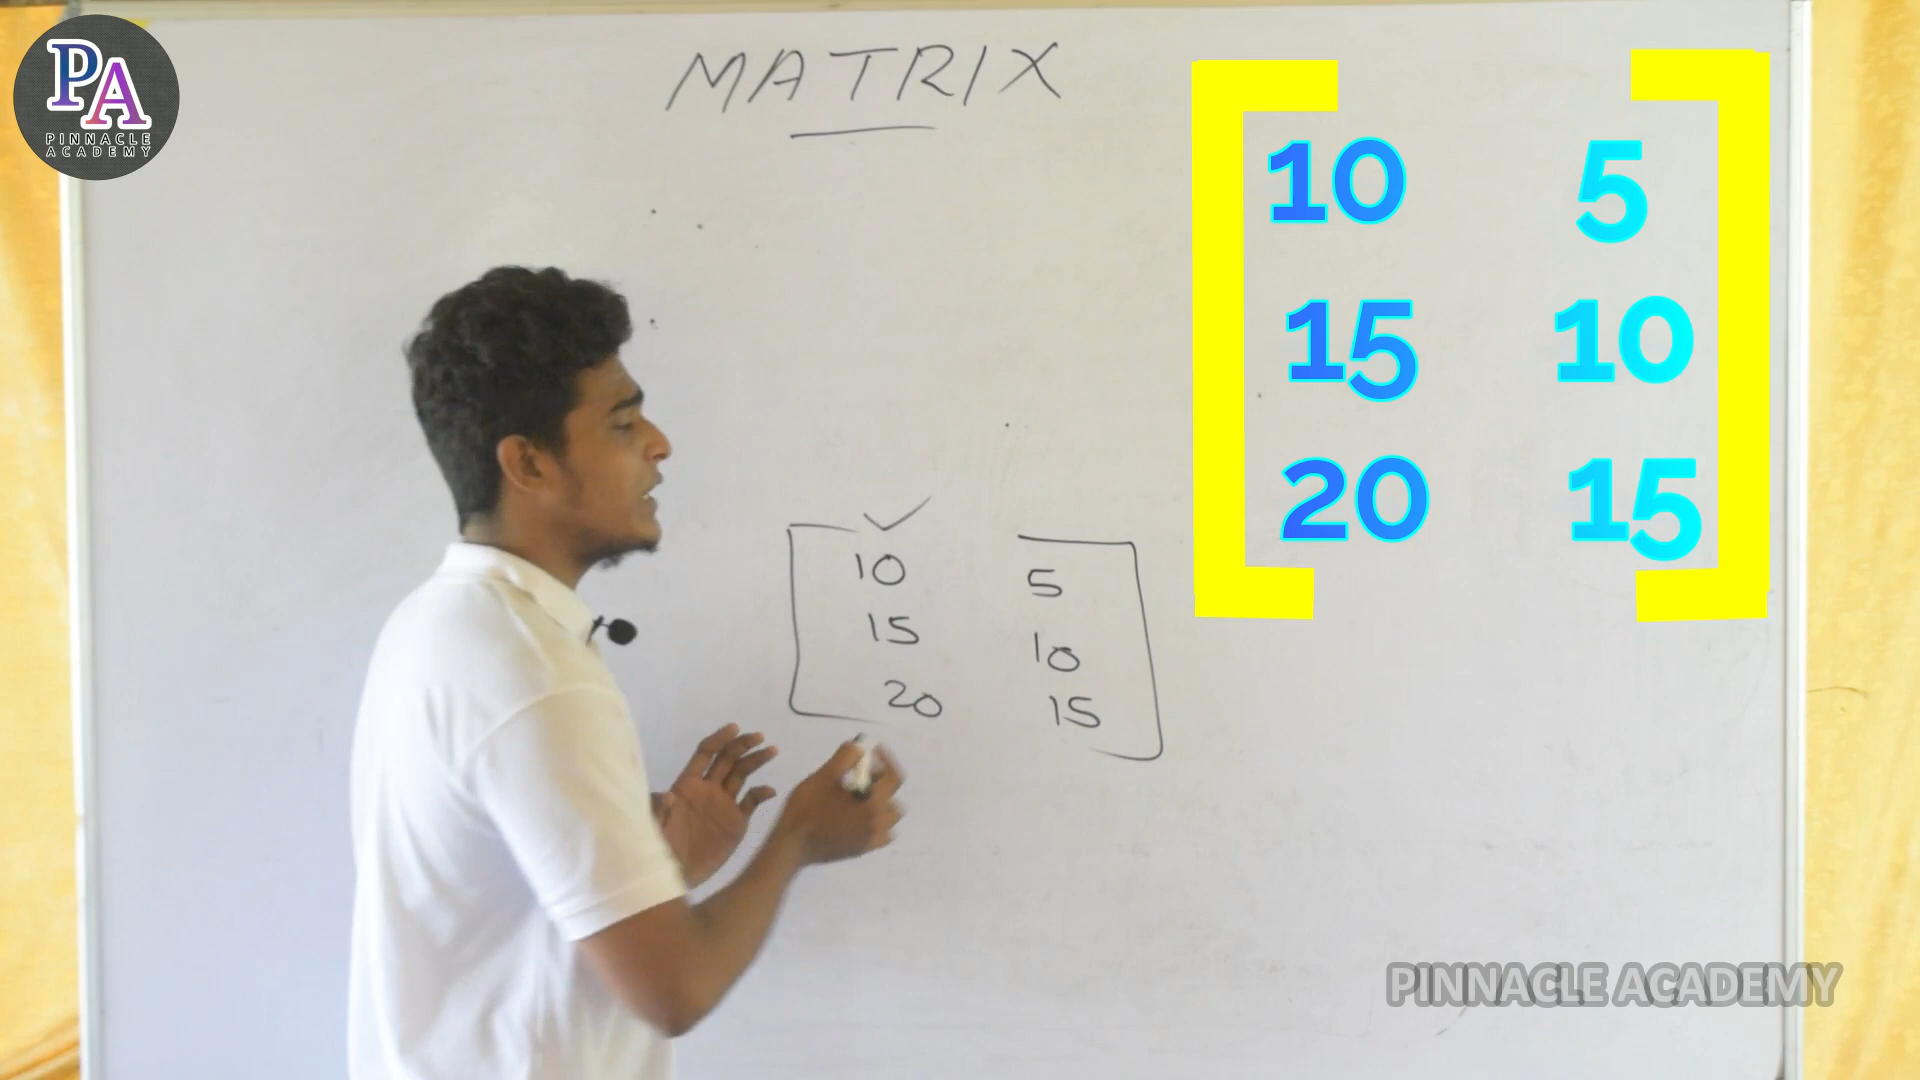 PA
PINNACLE
ACADEMY
MATRIX
10 5
15 10
20 15
10 5
15 10
20 15
PINNACLE ACADEMY